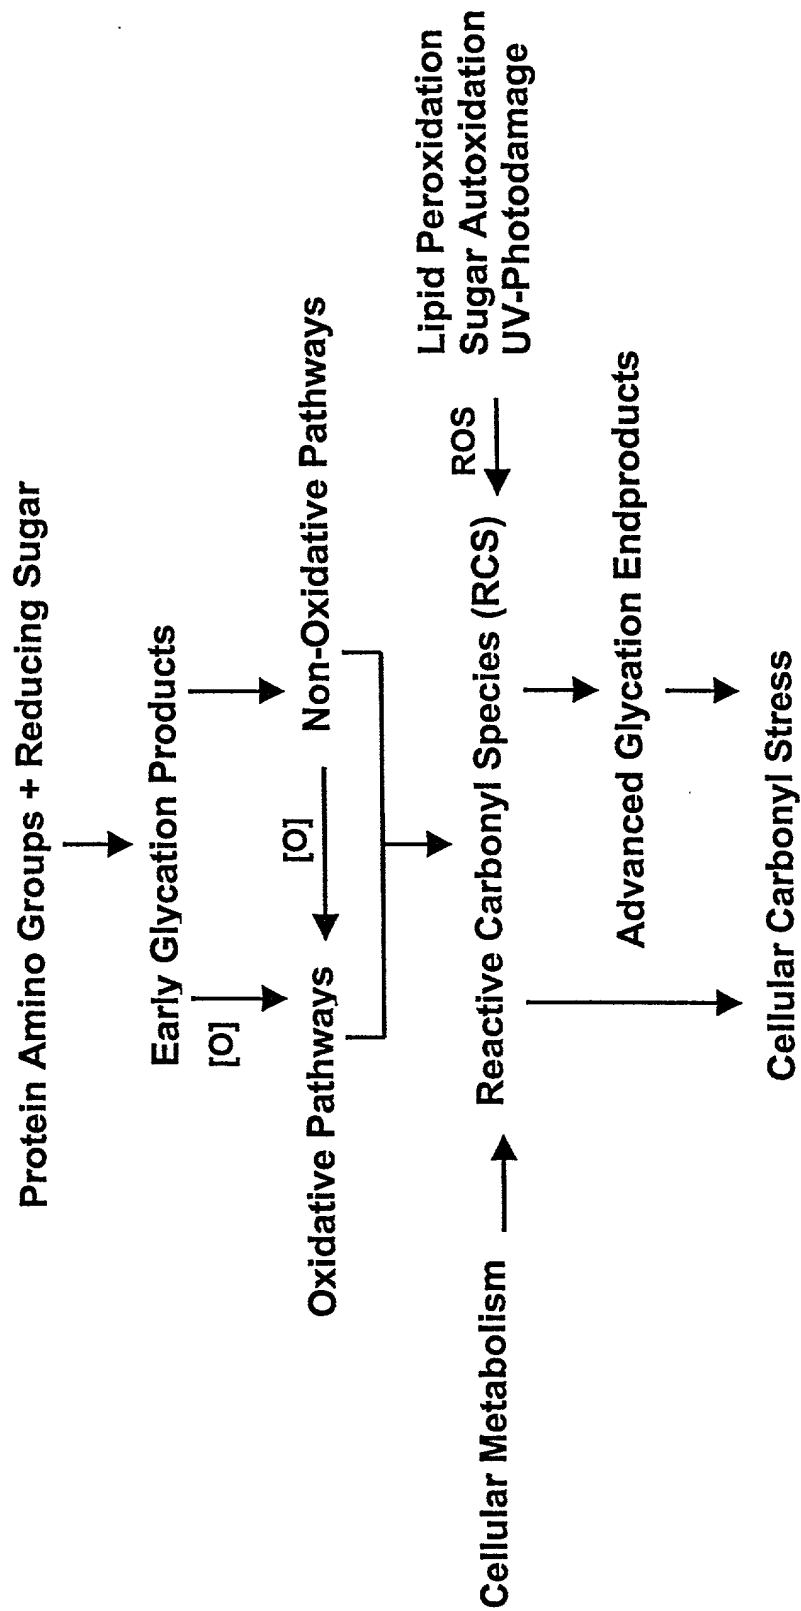 Protein Amino Groups + Reducing Sugar
Early Glycation Products
[O]
Oxidative Pathways
[O]
Non-Oxidative Pathways
Cellular Metabolism
Reactive Carbonyl Species (RCS)
ROS
Lipid Peroxidation
Sugar Autoxidation
UV-Photodamage
Advanced Glycation Endproducts
Cellular Carbonyl Stress